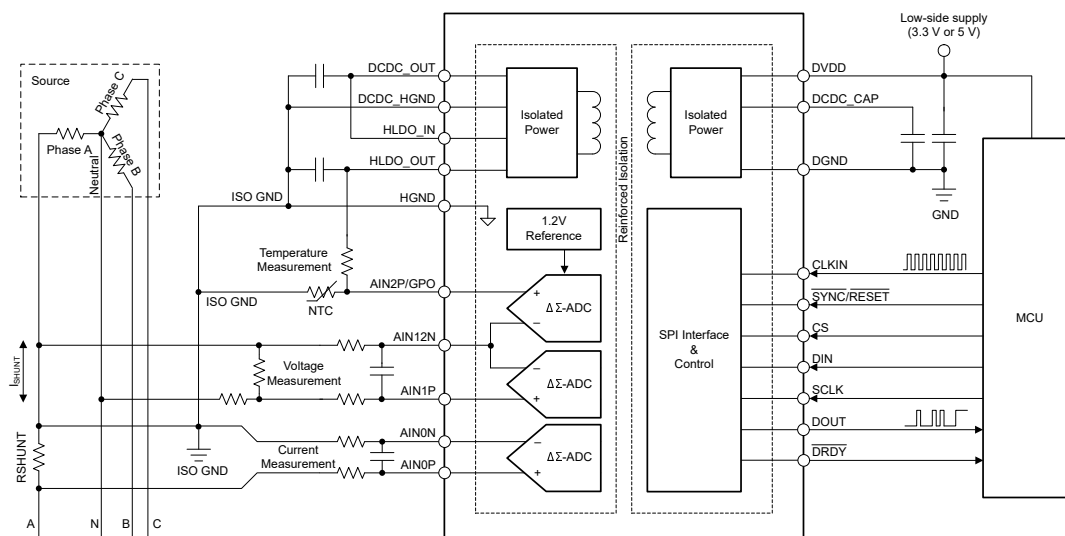 Source
Phase C
Phase A
Phase B
Neutral
ISHUNT
RSHUNT
A
N
B
C
ISO GND
Temperature
Measurement
ISO GND
NTC
Voltage
Measurement
ISO GND
Current
Measurement
DCDC_OUT
DCDC_HGND
HLDO_IN
HLDO_OUT
HGND
AIN2P/GPO
AIN12N
AIN1P
AIN0N
AIN0P
Isolated
Power
1.2V
Reference
+
ΔΣ-ADC
−
−
ΔΣ-ADC
+
−
ΔΣ-ADC
+
Reinforced Isolation
Isolated
Power
SPI Interface
&
Control
Low-side supply
(3.3 V or 5 V)
DVDD
DCDC_CAP
DGND
GND
CLKIN
SYNC/RESET
CS
DIN
SCLK
DOUT
DRDY
MCU